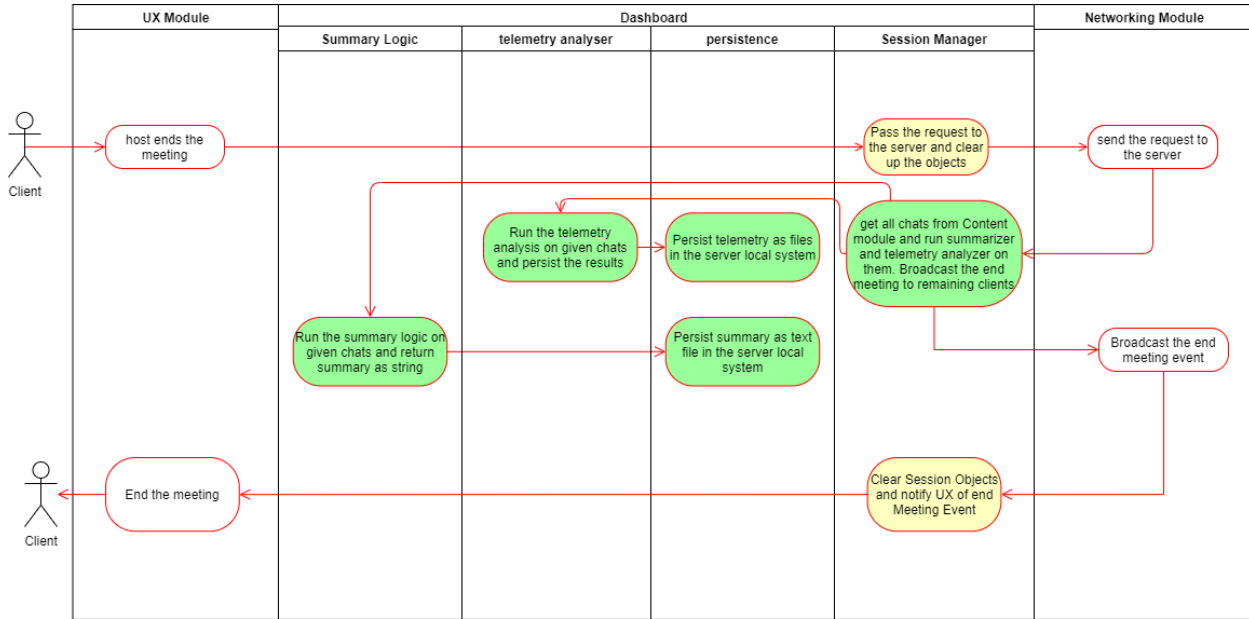 UX Module
Dashboard
Networking Module
Summary Logic
telemetry analyser
persistence
Session Manager
Client
host ends the
meeting
Pass the request to
the server and clear
up the objects
send the request to
the server
get all chats from Content
module and run summarizer
and telemetry analyzer on
them. Broadcast the end
meeting to remaining clients
Run the telemetry
analysis on given chats
and persist the results
Persist telemetry as files
in the server local system
Run the summary logic on
given chats and return
summary as string
Persist summary as text
file in the server local
system
Broadcast the end
meeting event
Clear Session Objects
and notify UX of end
Meeting Event
End the meeting
Client